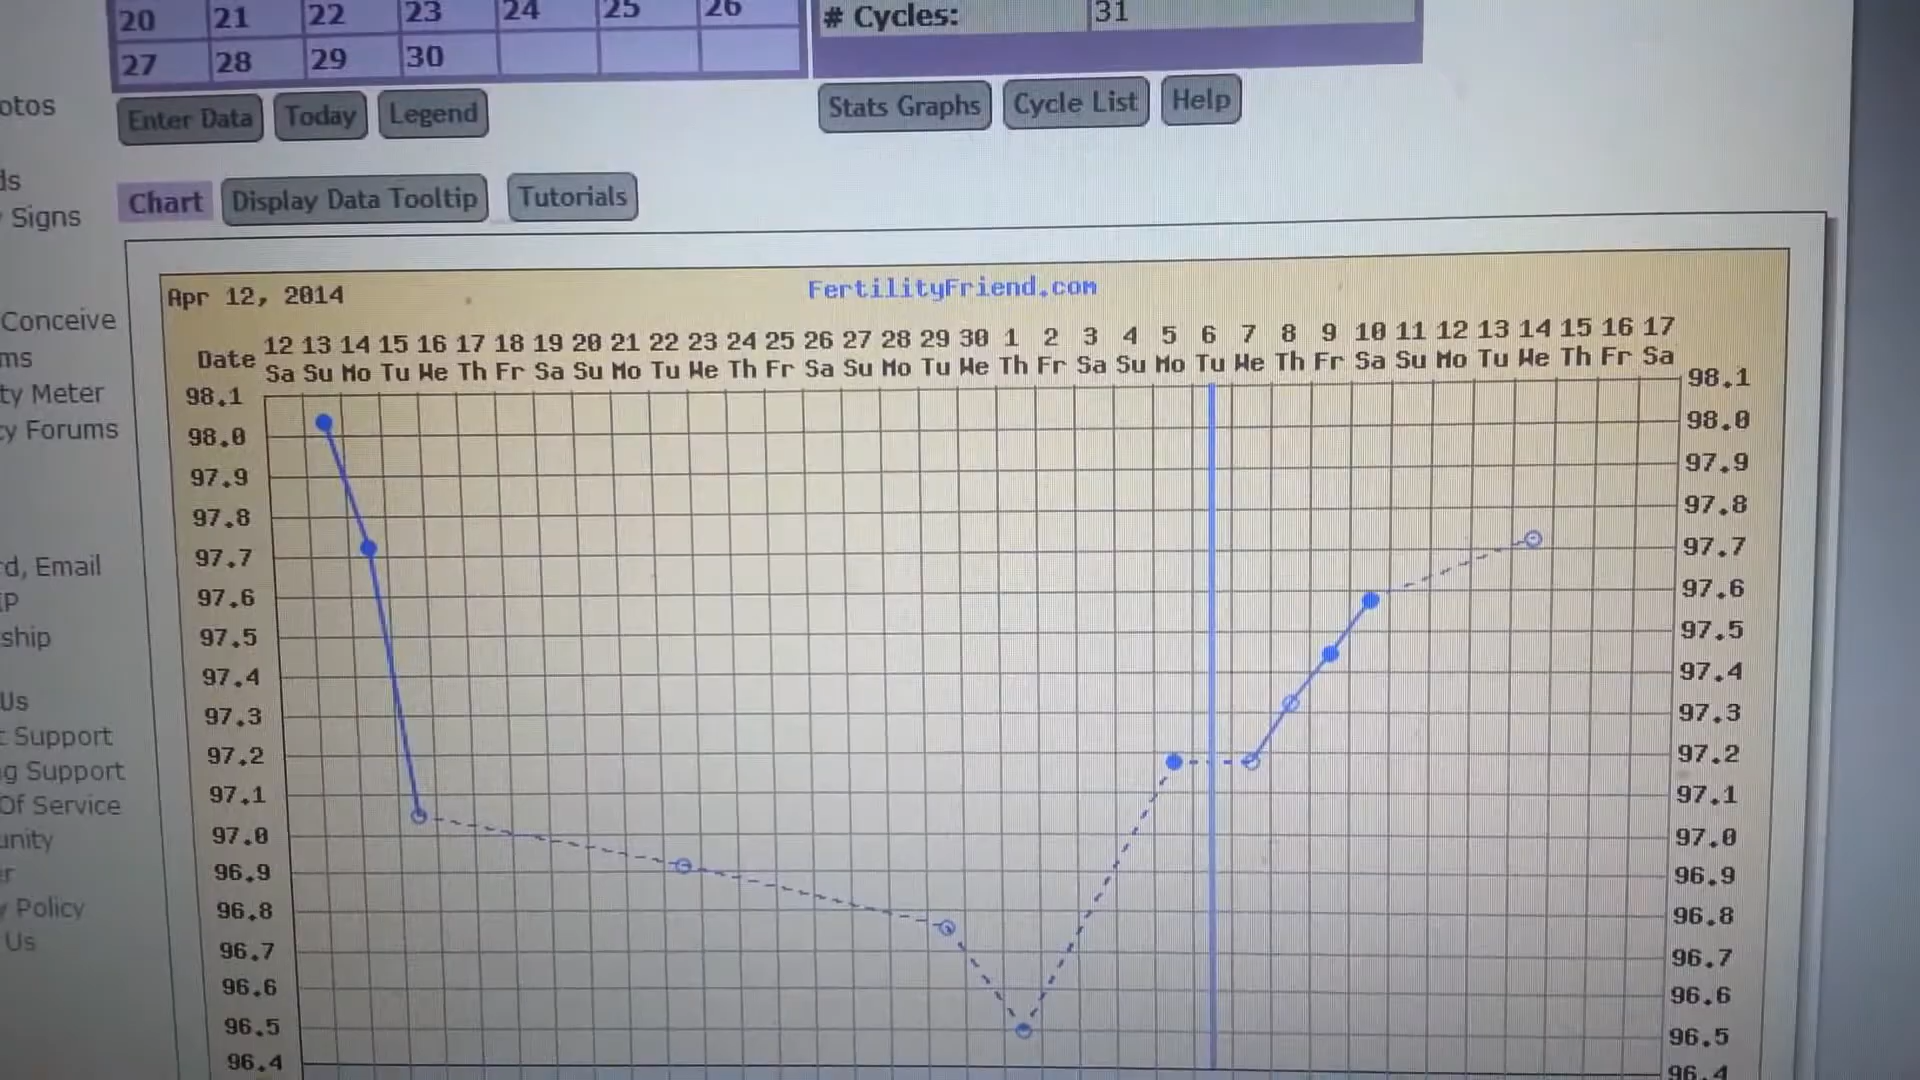 20 21 22 23 24 25 26
# Cycles: 31
27 28 29 30
otos
Enter Data Today Legend
Stats Graphs Cycle List Help
ds
Signs
Chart Display Data Tooltip Tutorials
Apr 12, 2014
FertilityFriend.com
Conceive
ms
ty Meter
y Forums
Date 12 13 14 15 16 17 18 19 20 21 22 23 24 25 26 27 28 29 30 1 2 3 4 5 6 7 8 9 10 11 12 13 14 15 16 17
Sa Su Mo Tu We Th Fr Sa Su Mo Tu We Th Fr Sa Su Mo Tu We Th Fr Sa Su Mo Tu We Th Fr Sa Su Mo Tu We Th Fr Sa
98.1 98.1
98.0 98.0
97.9 97.9
97.8 97.8
97.7 97.7
97.6 97.6
97.5 97.5
97.4 97.4
97.3 97.3
97.2 97.2
97.1 97.1
97.0 97.0
96.9 96.9
96.8 96.8
96.7 96.7
96.6 96.6
96.5 96.5
96.4 96.4
rd, Email
IP
ship
Us
t Support
g Support
Of Service
unity
er
y Policy
Us